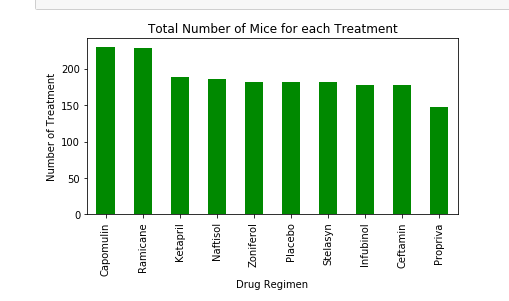 Total Number of Mice for each Treatment
Number of Treatment
200
150
100
50
0
Capomulin
Ramicane
Ketapril
Naftisol
Zoniferol
Placebo
Stelasyn
Infubinol
Ceftamin
Propriva
Drug Regimen